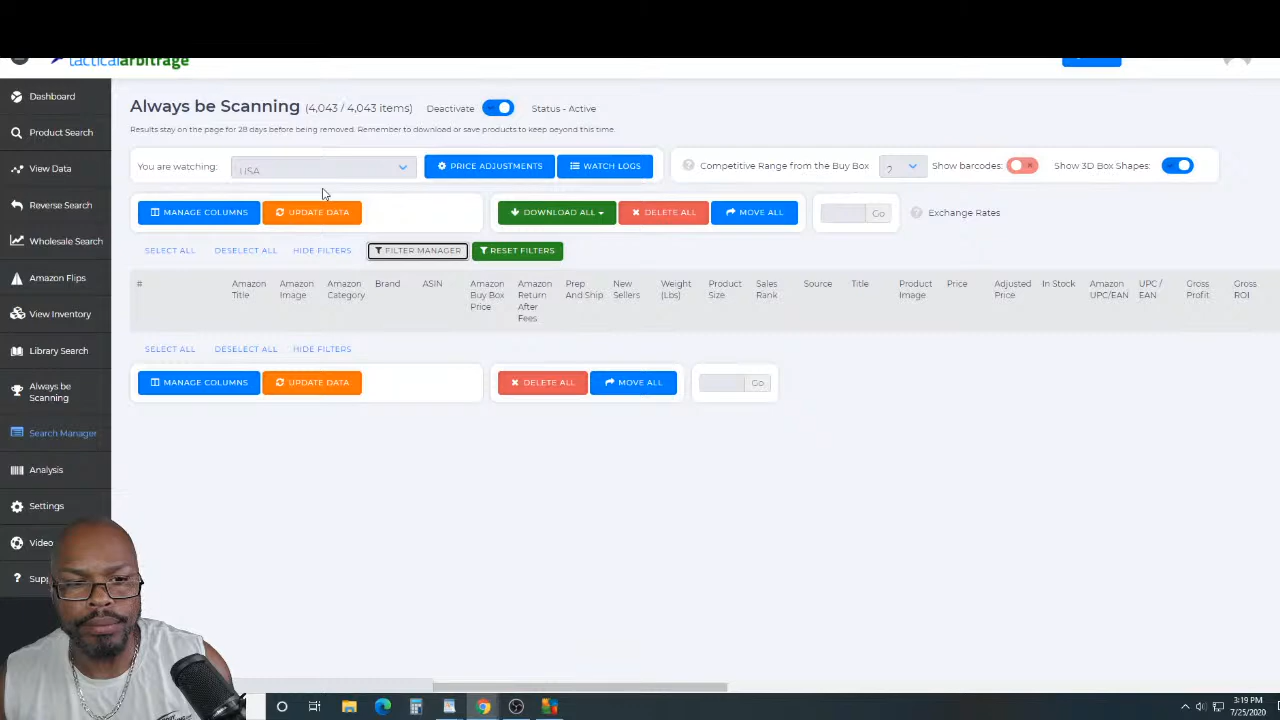 tacticalarbitrage
Dashboard
Product Search
View Data
Reverse Search
Wholesale Search
Amazon Flips
View Inventory
Library Search
Always be
Scanning
Search Manager
Analysis
Settings
Video
Supp
Always be Scanning (4,043 / 4,043 items) Deactivate Status - Active
Results stay on the page for 28 days before being removed. Remember to download or save products to keep beyond this time.
You are watching: USA PRICE ADJUSTMENTS WATCH LOGS Competitive Range from the Buy Box 2 Show barcodes: Show 3D Box Shapes:
MANAGE COLUMNS UPDATE DATA DOWNLOAD ALL DELETE ALL MOVE ALL Go Exchange Rates
SELECT ALL DESELECT ALL HIDE FILTERS FILTER MANAGER RESET FILTERS
# Amazon Title Amazon Image Amazon Category Brand ASIN Amazon Buy Box Price Amazon Return After Fees Prep And Ship New Sellers Weight (Lbs) Product Size Sales Rank Source Title Product Image Price Adjusted Price In Stock Amazon UPC/EAN UPC / EAN Gross Profit Gross ROI
SELECT ALL DESELECT ALL HIDE FILTERS
MANAGE COLUMNS UPDATE DATA DELETE ALL MOVE ALL Go
3:19 PM
7/25/2020